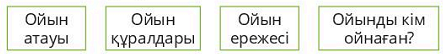 Ойын
атауы
Ойын
құралдары
Ойын
ережесі
Ойынды кім
ойнаған?